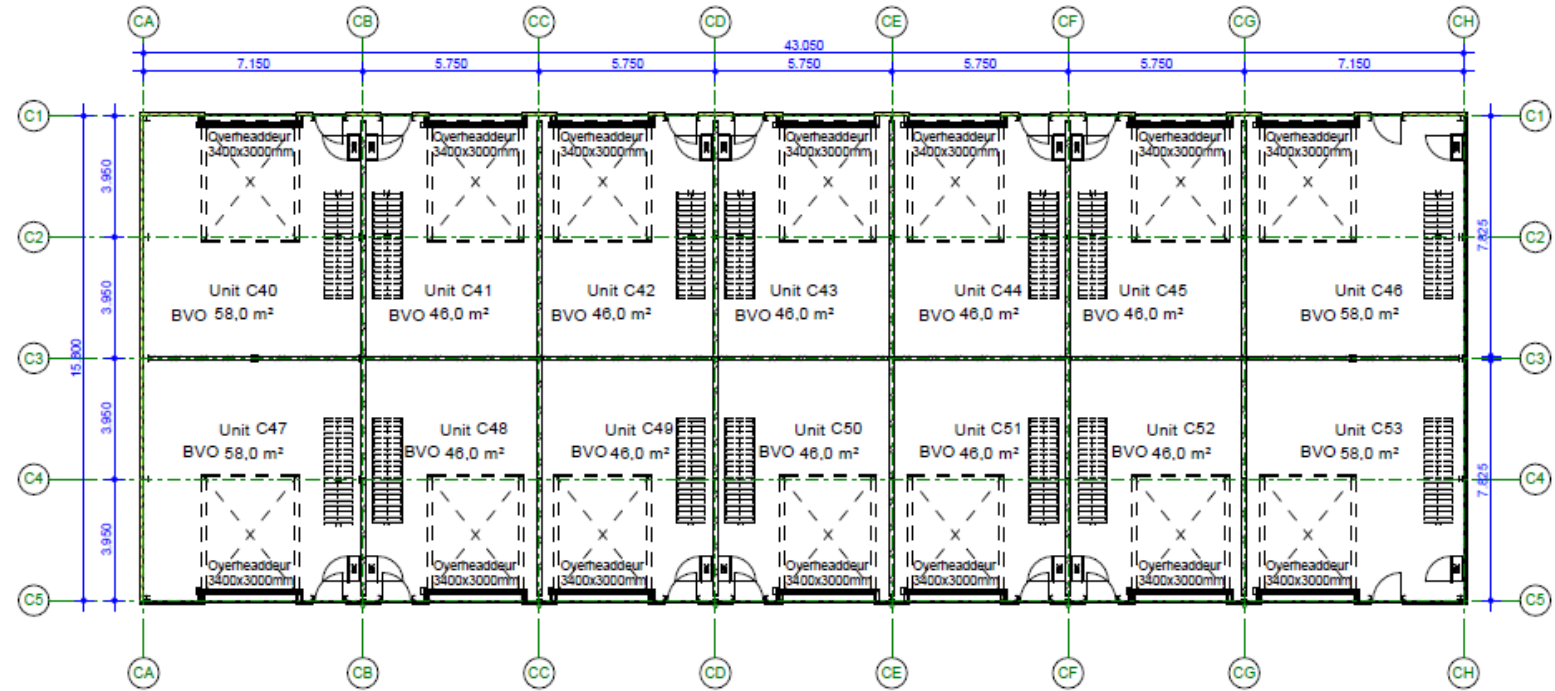 CA CB CC CD CE CF CG CH
43.050
7.150 5.750 5.750 5.750 5.750 5.750 7.150
C1 C1
Overheaddeur Overheaddeur Overheaddeur Overheaddeur Overheaddeur Overheaddeur Overheaddeur
3400x3000mm 3400x3000mm 3400x3000mm 3400x3000mm 3400x3000mm 3400x3000mm 3400x3000mm
3.950
C2 C2
7.825
3.950
Unit C40 Unit C41 Unit C42 Unit C43 Unit C44 Unit C45 Unit C46
BVO 58,0 m² BVO 46,0 m² BVO 46,0 m² BVO 46,0 m² BVO 46,0 m² BVO 46,0 m² BVO 58,0 m²
15.800
C3 C3
3.950
Unit C47 Unit C48 Unit C49 Unit C50 Unit C51 Unit C52 Unit C53
BVO 58,0 m² BVO 46,0 m² BVO 46,0 m² BVO 46,0 m² BVO 46,0 m² BVO 46,0 m² BVO 58,0 m²
C4 C4
7.825
3.950
Overheaddeur Overheaddeur Overheaddeur Overheaddeur Overheaddeur Overheaddeur Overheaddeur
3400x3000mm 3400x3000mm 3400x3000mm 3400x3000mm 3400x3000mm 3400x3000mm 3400x3000mm
C5 C5
CA CB CC CD CE CF CG CH